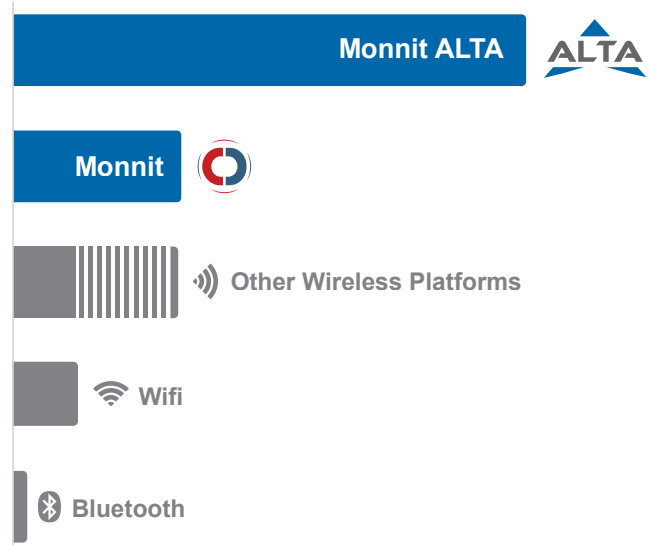 Monnit ALTA
ALTA
Monnit
Other Wireless Platforms
Wifi
Bluetooth